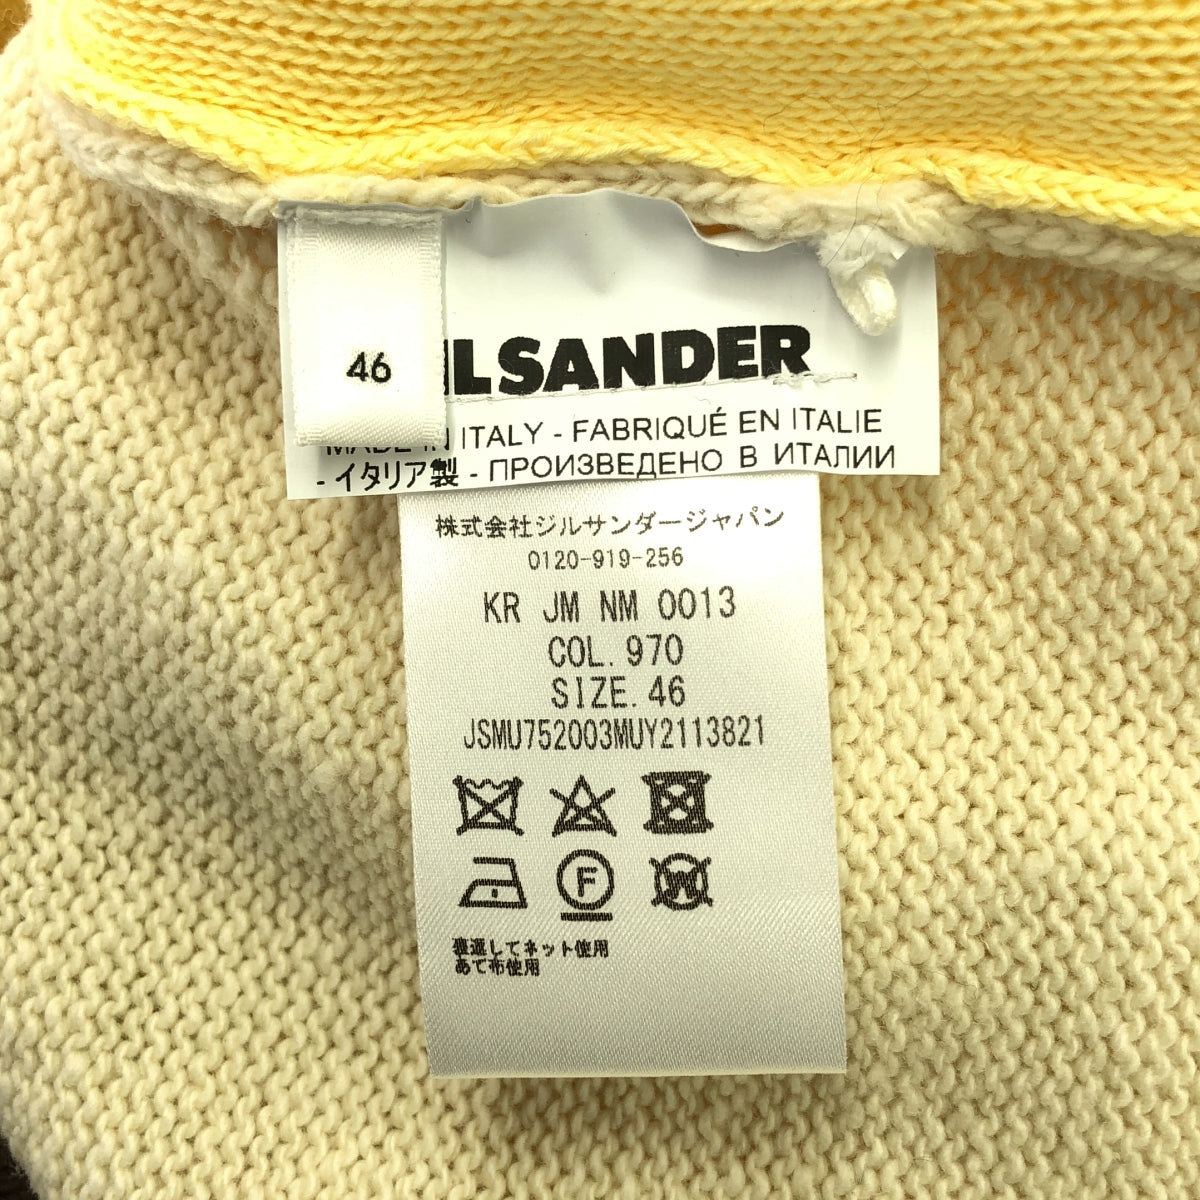 46
ILSANDER
MADE IN ITALY - FABRIQUÉ EN ITALIE
- イタリア製 - ПРОИЗВЕДЕНО В ИТАЛИИ
株式会社ジルサンダージャパン
0120-919-256
KR JM NM 0013
COL. 970
SIZE. 46
JSMU752003MUY2113821
F
W
裏返してネット使用
あて布使用